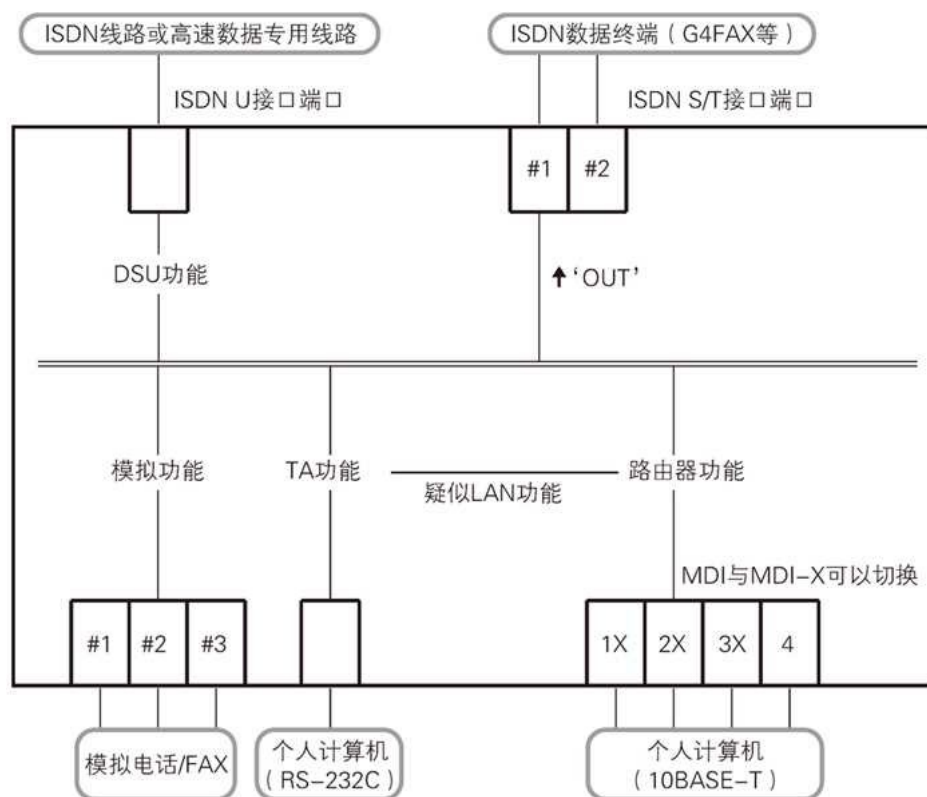 ISDN线路或高速数据专用线路
ISDN数据终端（G4FAX等）
ISDN U接口端口
ISDN S/T接口端口
#1
#2
DSU功能
↑‘OUT’
模拟功能
TA功能
路由器功能
疑似LAN功能
MDI与MDI-X可以切换
#1
#2
#3
1X
2X
3X
4
模拟电话/FAX
个人计算机
（RS-232C）
个人计算机
（10BASE-T）